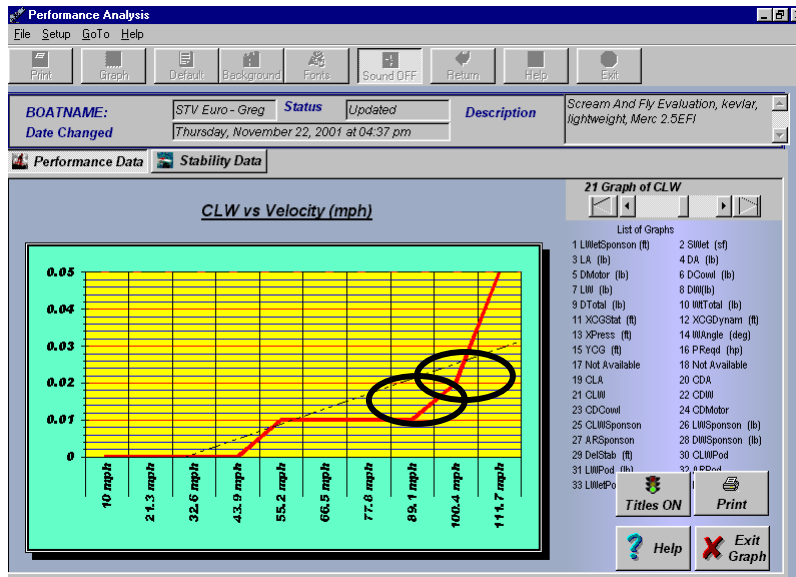 Performance Analysis
File Setup GoTo Help
Print Graph Default Background Fonts Sound OFF Return Help Exit
BOATNAME: STV Euro - Greg Status Updated Description
Date Changed Thursday, November 22, 2001 at 04:37 pm
Scream And Fly Evaluation, kevlar,
lightweight, Merc 2.5EFI
Performance Data Stability Data
CLW vs Velocity (mph)
0.05
0.04
0.03
0.02
0.01
0
10 mph
21.3 mph
32.6 mph
43.9 mph
55.2 mph
66.5 mph
77.8 mph
89.1 mph
100.4 mph
111.7 mph
21 Graph of CLW
List of Graphs
1 LWetSponson (ft) 2 SWet (sf)
3 LA (lb) 4 DA (lb)
5 DMotor (lb) 6 DCowl (lb)
7 LW (lb) 8 DW(lb)
9 DTotal (lb) 10 WtTotal (lb)
11 XCGStat (ft) 12 XCGDynam (ft)
13 XPress (ft) 14 WAngle (deg)
15 YCG (ft) 16 PReqd (hp)
17 Not Available 18 Not Available
19 CLA 20 CDA
21 CLW 22 CDW
23 CDCowl 24 CDMotor
25 CLWSponson 26 LWSponson (lb)
27 ARSponson 28 DWSponson (lb)
29 DelStab (ft) 30 CLWPod
31 LWPod (lb) 32 ARPod
33 LWetPo
Titles ON Print
Help Exit
Graph